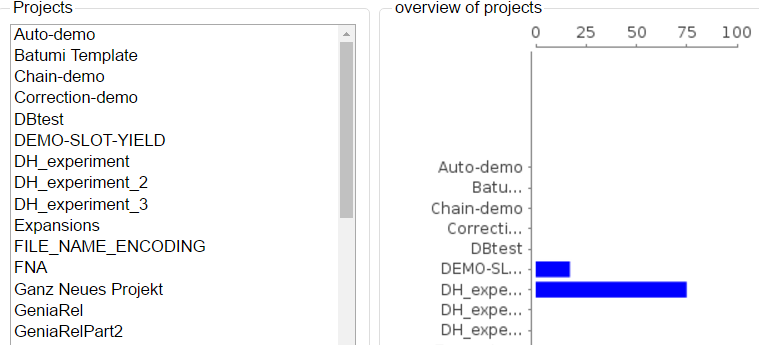 Projects
Auto-demo
Batumi Template
Chain-demo
Correction-demo
DBtest
DEMO-SLOT-YIELD
DH_experiment
DH_experiment_2
DH_experiment_3
Expansions
FILE_NAME_ENCODING
FNA
Ganz Neues Projekt
GeniaRel
GeniaRelPart2
overview of projects
0 25 50 75 100
Auto-demo
Batu...
Chain-demo
Correcti...
DBtest
DEMO-SL...
DH_expe...
DH_expe...
DH_expe...